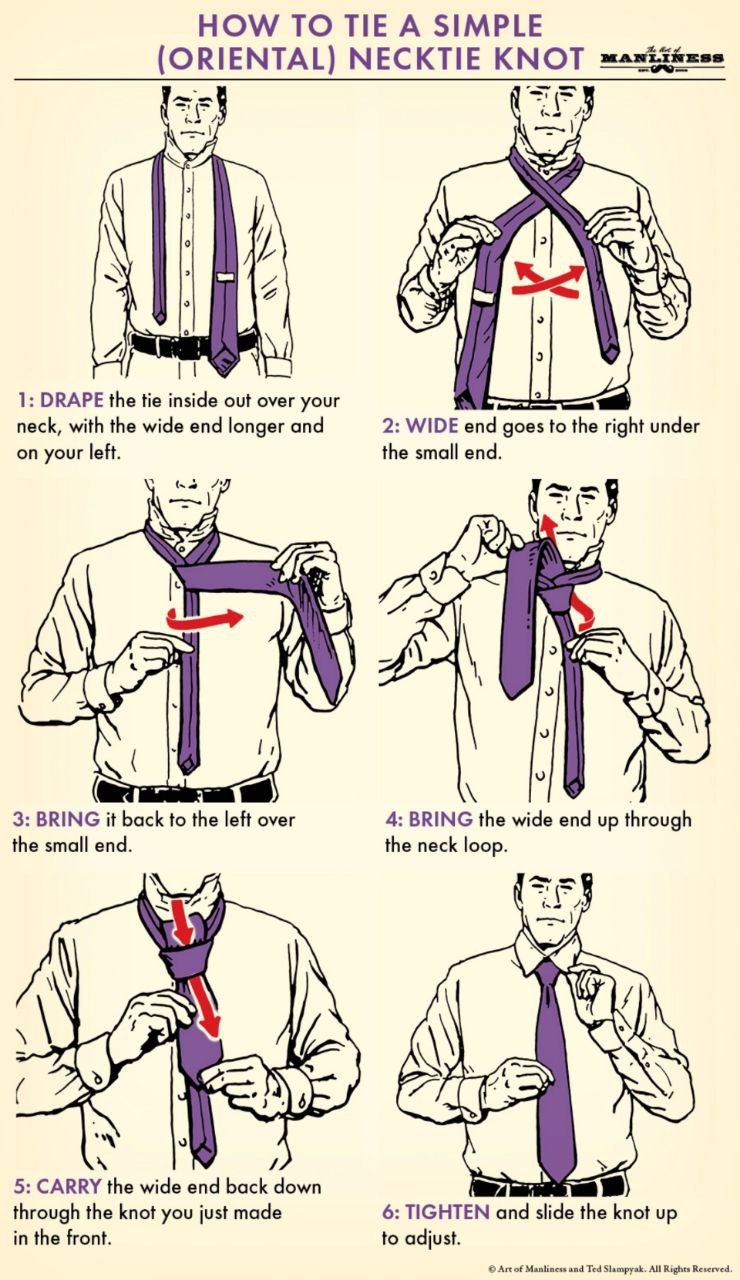 HOW TO TIE A SIMPLE
(ORIENTAL) NECKTIE KNOT
The Art of
MANLINESS
1: DRAPE the tie inside out over your
neck, with the wide end longer and
on your left.
2: WIDE end goes to the right under
the small end.
3: BRING it back to the left over
the small end.
4: BRING the wide end up through
the neck loop.
5: CARRY the wide end back down
through the knot you just made
in the front.
6: TIGHTEN and slide the knot up
to adjust.
© Art of Manliness and Ted Slampyak. All Rights Reserved.